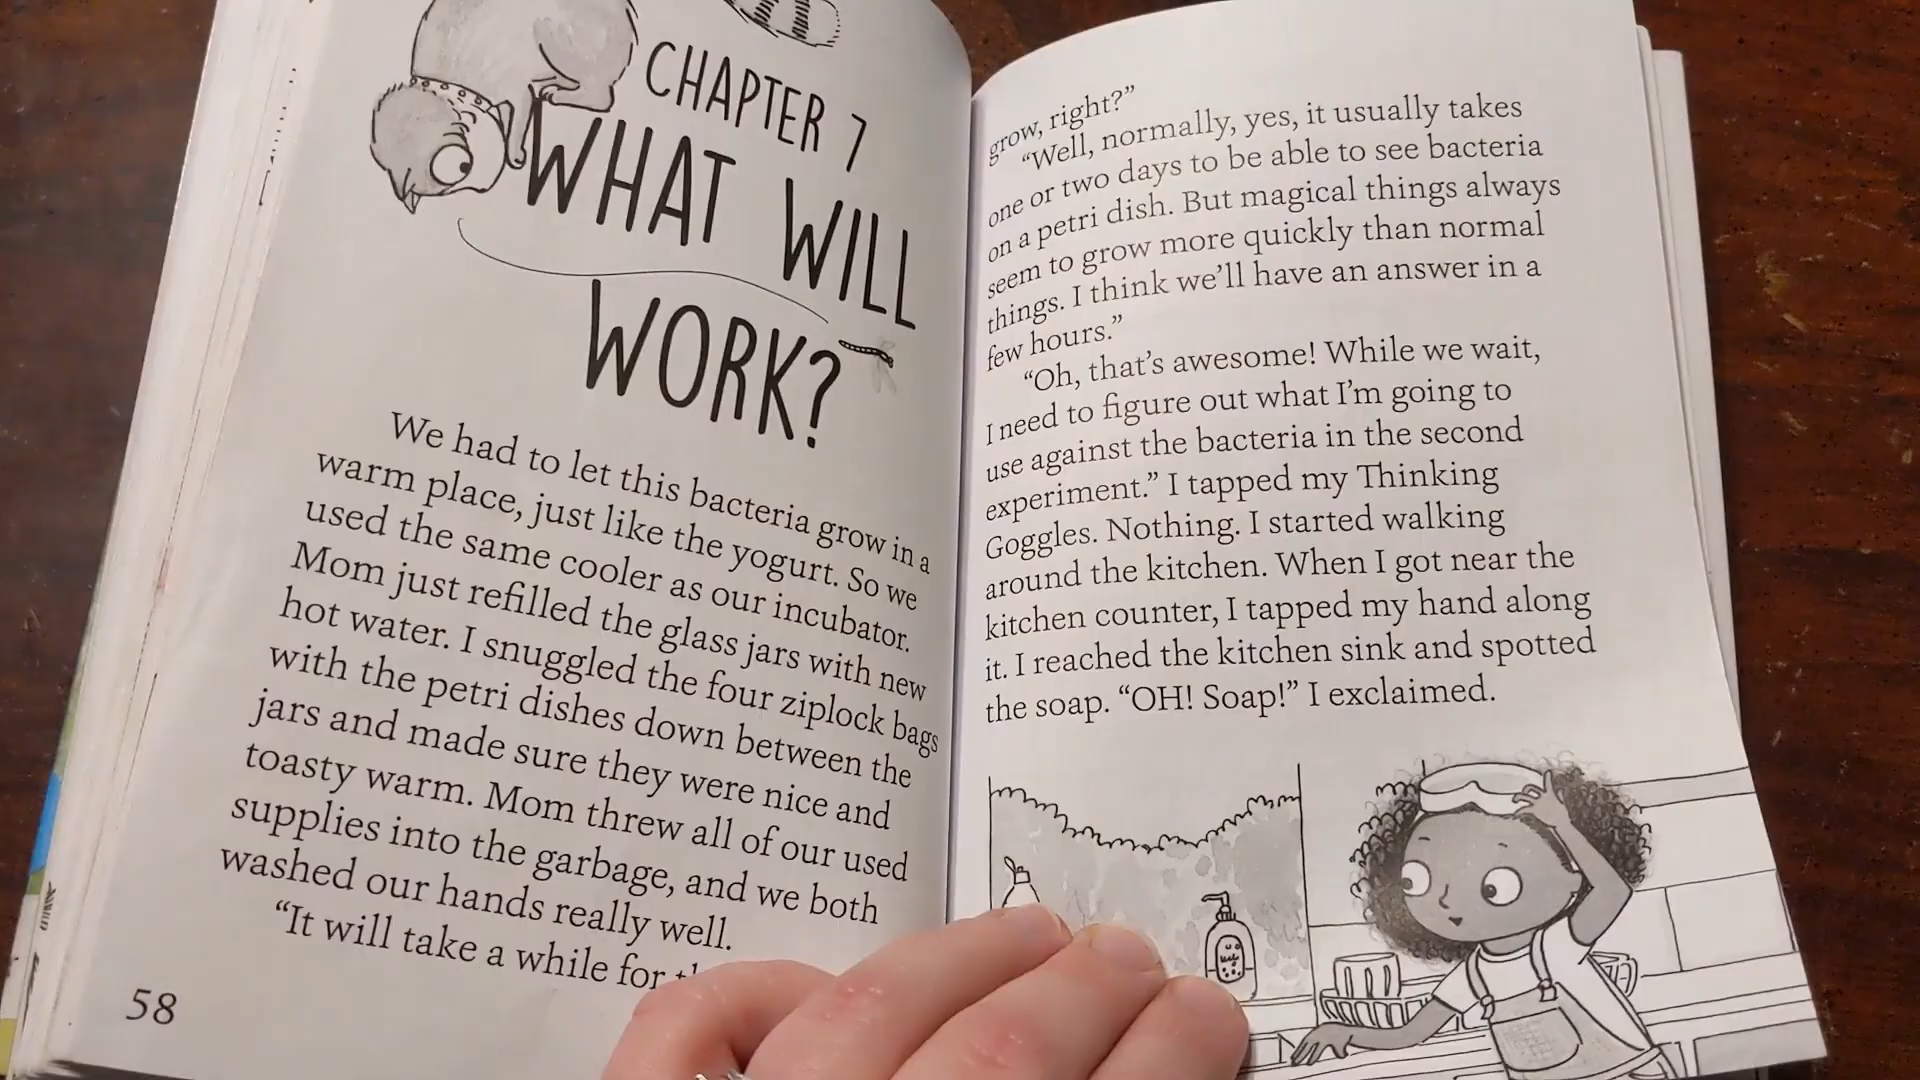 CHAPTER 7
WHAT WILL
WORK?
We had to let this bacteria grow in a
warm place, just like the yogurt. So we
used the same cooler as our incubator.
Mom just refilled the glass jars with new
hot water. I snuggled the four ziplock bags
with the petri dishes down between the
jars and made sure they were nice and
toasty warm. Mom threw all of our used
supplies into the garbage, and we both
washed our hands really well.
“It will take a while for
58
grow, right?”
“Well, normally, yes, it usually takes
one or two days to be able to see bacteria
on a petri dish. But magical things always
seem to grow more quickly than normal
things. I think we’ll have an answer in a
few hours.”
“Oh, that’s awesome! While we wait,
I need to figure out what I’m going to
use against the bacteria in the second
experiment.” I tapped my Thinking
Goggles. Nothing. I started walking
around the kitchen. When I got near the
kitchen counter, I tapped my hand along
it. I reached the kitchen sink and spotted
the soap. “OH! Soap!” I exclaimed.